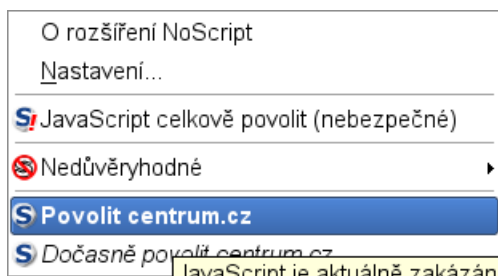 O rozšíření NoScript
Nastavení...
JavaScript celkově povolit (nebezpečné)
Nedůvěryhodné
Povolit centrum.cz
Dočasně povolit centrum.cz
JavaScript je aktuálně zakázán